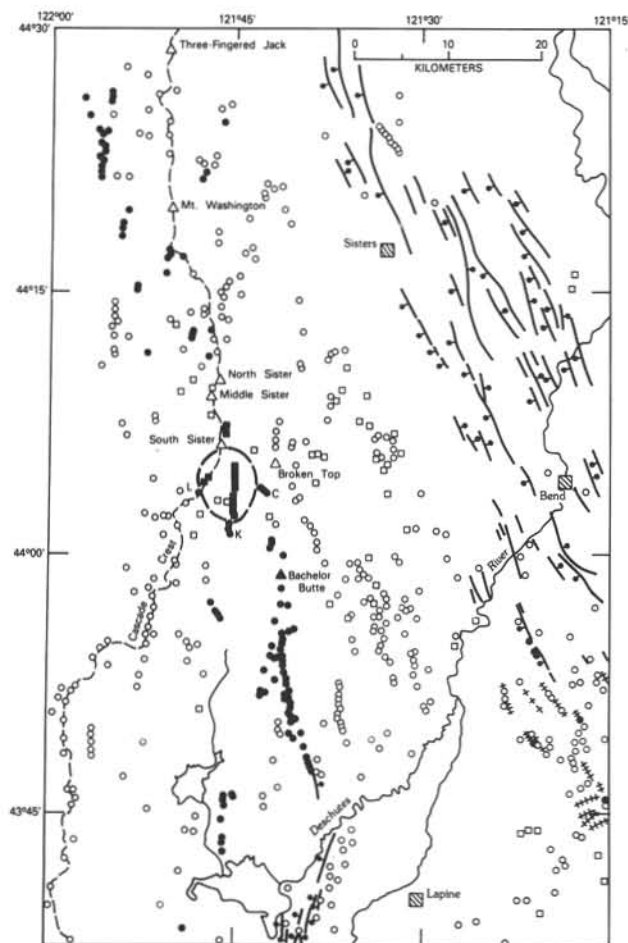 122°00' 121°45' 121°30' 121°15'
44°30'
Three-Fingered Jack
0 10 20
KILOMETERS
Mt. Washington
Sisters
44°15'
North Sister
Middle Sister
South Sister
Broken Top
L
C
Bend
K
44°00'
Cascade Crest
River
Bachelor
Butte
43°45'
Deschutes
Lapine